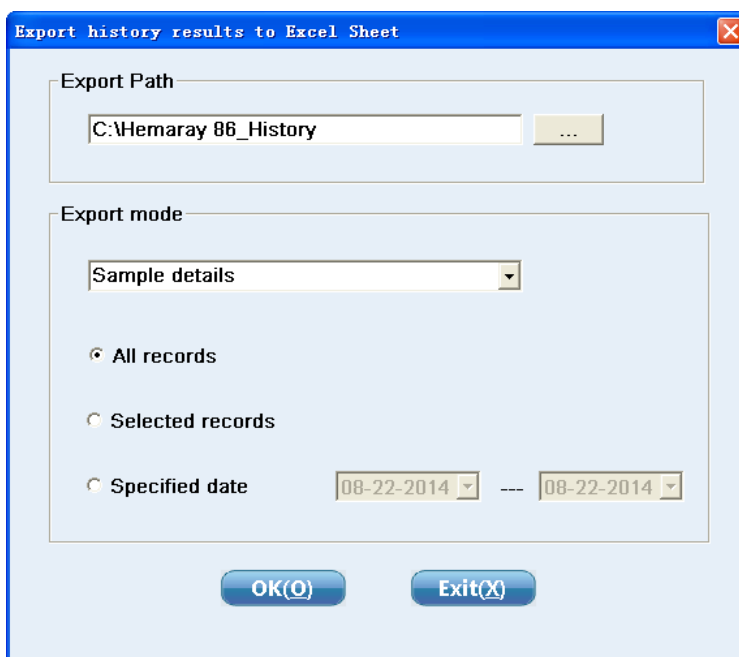 Export history results to Excel Sheet
Export Path
C:\Hemaray 86_History
...
Export mode
Sample details
All records
Selected records
Specified date 08-22-2014 --- 08-22-2014
OK(O) Exit(X)